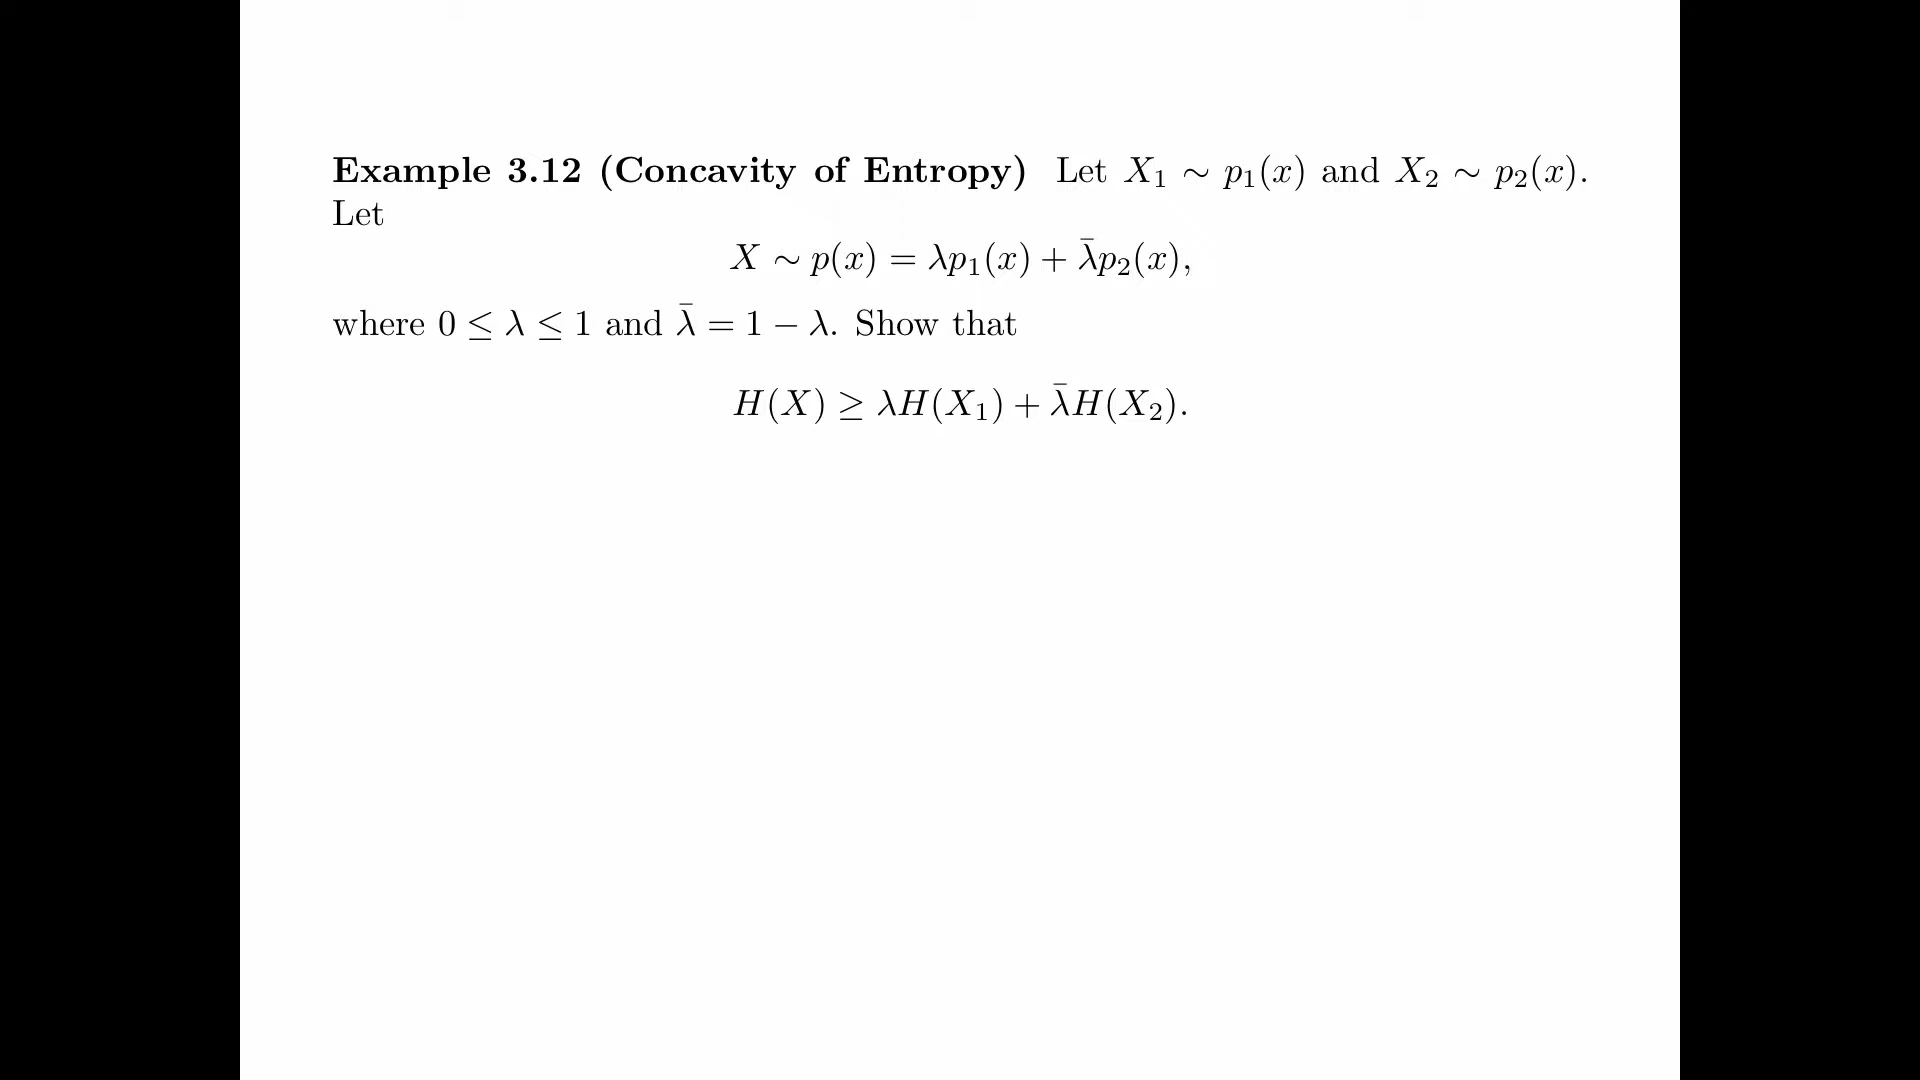 Example 3.12 (Concavity of Entropy) Let X₁ ∼ p₁(x) and X₂ ∼ p₂(x).
Let
X ∼ p(x) = λp₁(x) + λ̄p₂(x),
where 0 ≤ λ ≤ 1 and λ̄ = 1 − λ. Show that
H(X) ≥ λH(X₁) + λ̄H(X₂).